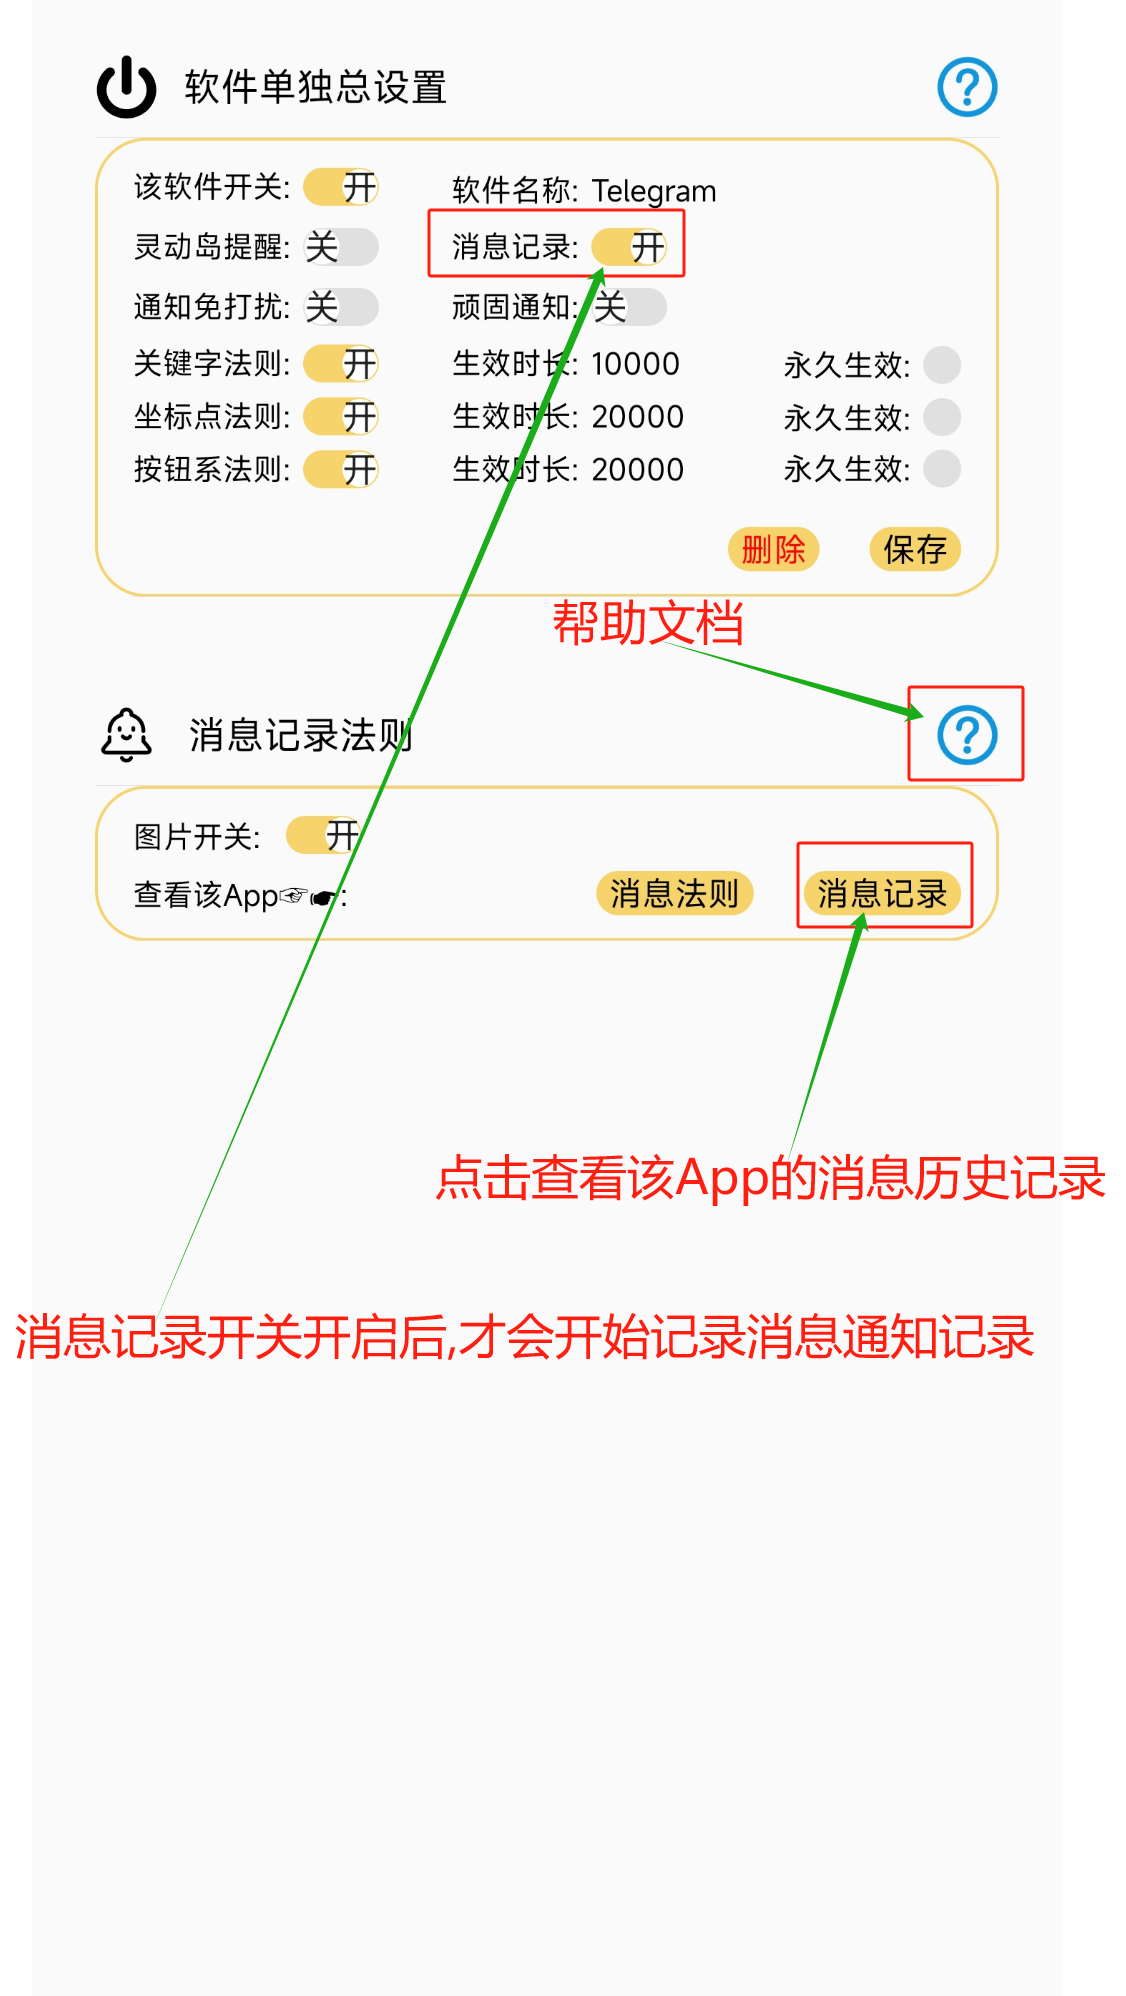 软件单独总设置
该软件开关: 开 软件名称: Telegram
灵动岛提醒: 关 消息记录: 开
通知免打扰: 关 顽固通知: 关
关键字法则: 开 生效时长: 10000 永久生效:
坐标点法则: 开 生效时长: 20000 永久生效:
按钮系法则: 开 生效时长: 20000 永久生效:
删除 保存
帮助文档
消息记录法则
图片开关: 开
查看该App☞☛: 消息法则 消息记录
点击查看该App的消息历史记录
消息记录开关开启后,才会开始记录消息通知记录